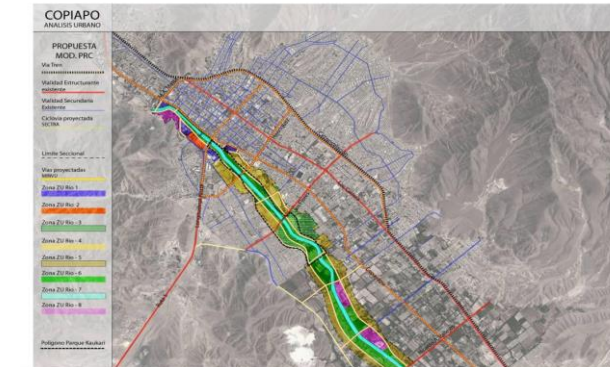 COPIAPO
ANALISIS URBANO
PROPUESTA
MOD. PRC
Via Tren
Vialidad Estructurante
existente
Vialidad Secundaria
Existente
Ciclovia proyectada
SECTRA
Limite Seccional
Vias proyectadas
MINVU
Zona ZU Rio 1
Zona ZU Rio -2
Zona ZU Rio - 3
Zona ZU Rio - 4
Zona ZU Rio - 5
Zona ZU Rio - 6
Zona ZU Rio - 7
Zona ZU Rio - 8
Poligono Parque Kaukari